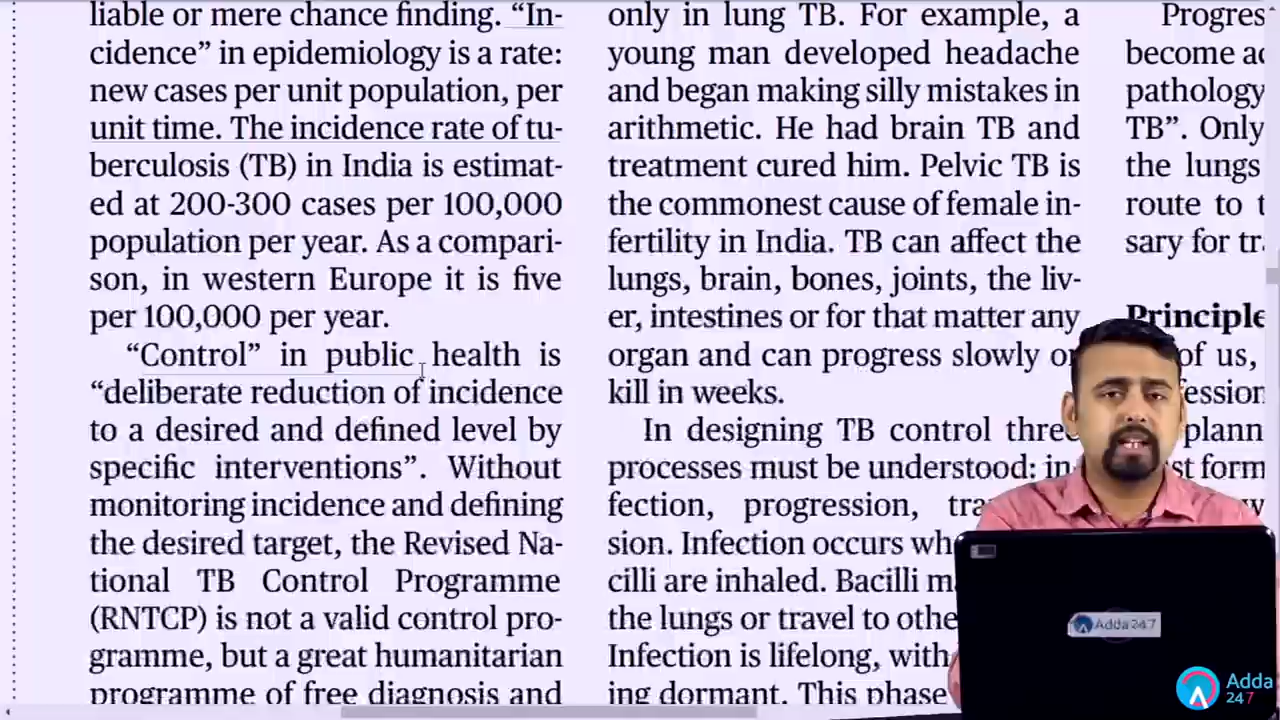 liable or mere chance finding. “In-
cidence” in epidemiology is a rate:
new cases per unit population, per
unit time. The incidence rate of tu-
berculosis (TB) in India is estimat-
ed at 200-300 cases per 100,000
population per year. As a compari-
son, in western Europe it is five
per 100,000 per year.
“Control” in public health is
“deliberate reduction of incidence
to a desired and defined level by
specific interventions”. Without
monitoring incidence and defining
the desired target, the Revised Na-
tional TB Control Programme
(RNTCP) is not a valid control pro-
gramme, but a great humanitarian
programme of free diagnosis and
only in lung TB. For example, a
young man developed headache
and began making silly mistakes in
arithmetic. He had brain TB and
treatment cured him. Pelvic TB is
the commonest cause of female in-
fertility in India. TB can affect the
lungs, brain, bones, joints, the liv-
er, intestines or for that matter any
organ and can progress slowly or
kill in weeks.
In designing TB control three
processes must be understood: in-
fection, progression,
sion. Infection occurs
cilli are inhaled. Bacilli
the lungs or travel to
Infection is lifelong, with
ing dormant. This phase
Progres
become
pathology
TB”. Only
the lungs
route to
sary for
Principle
of us,
Adda247
Adda
247